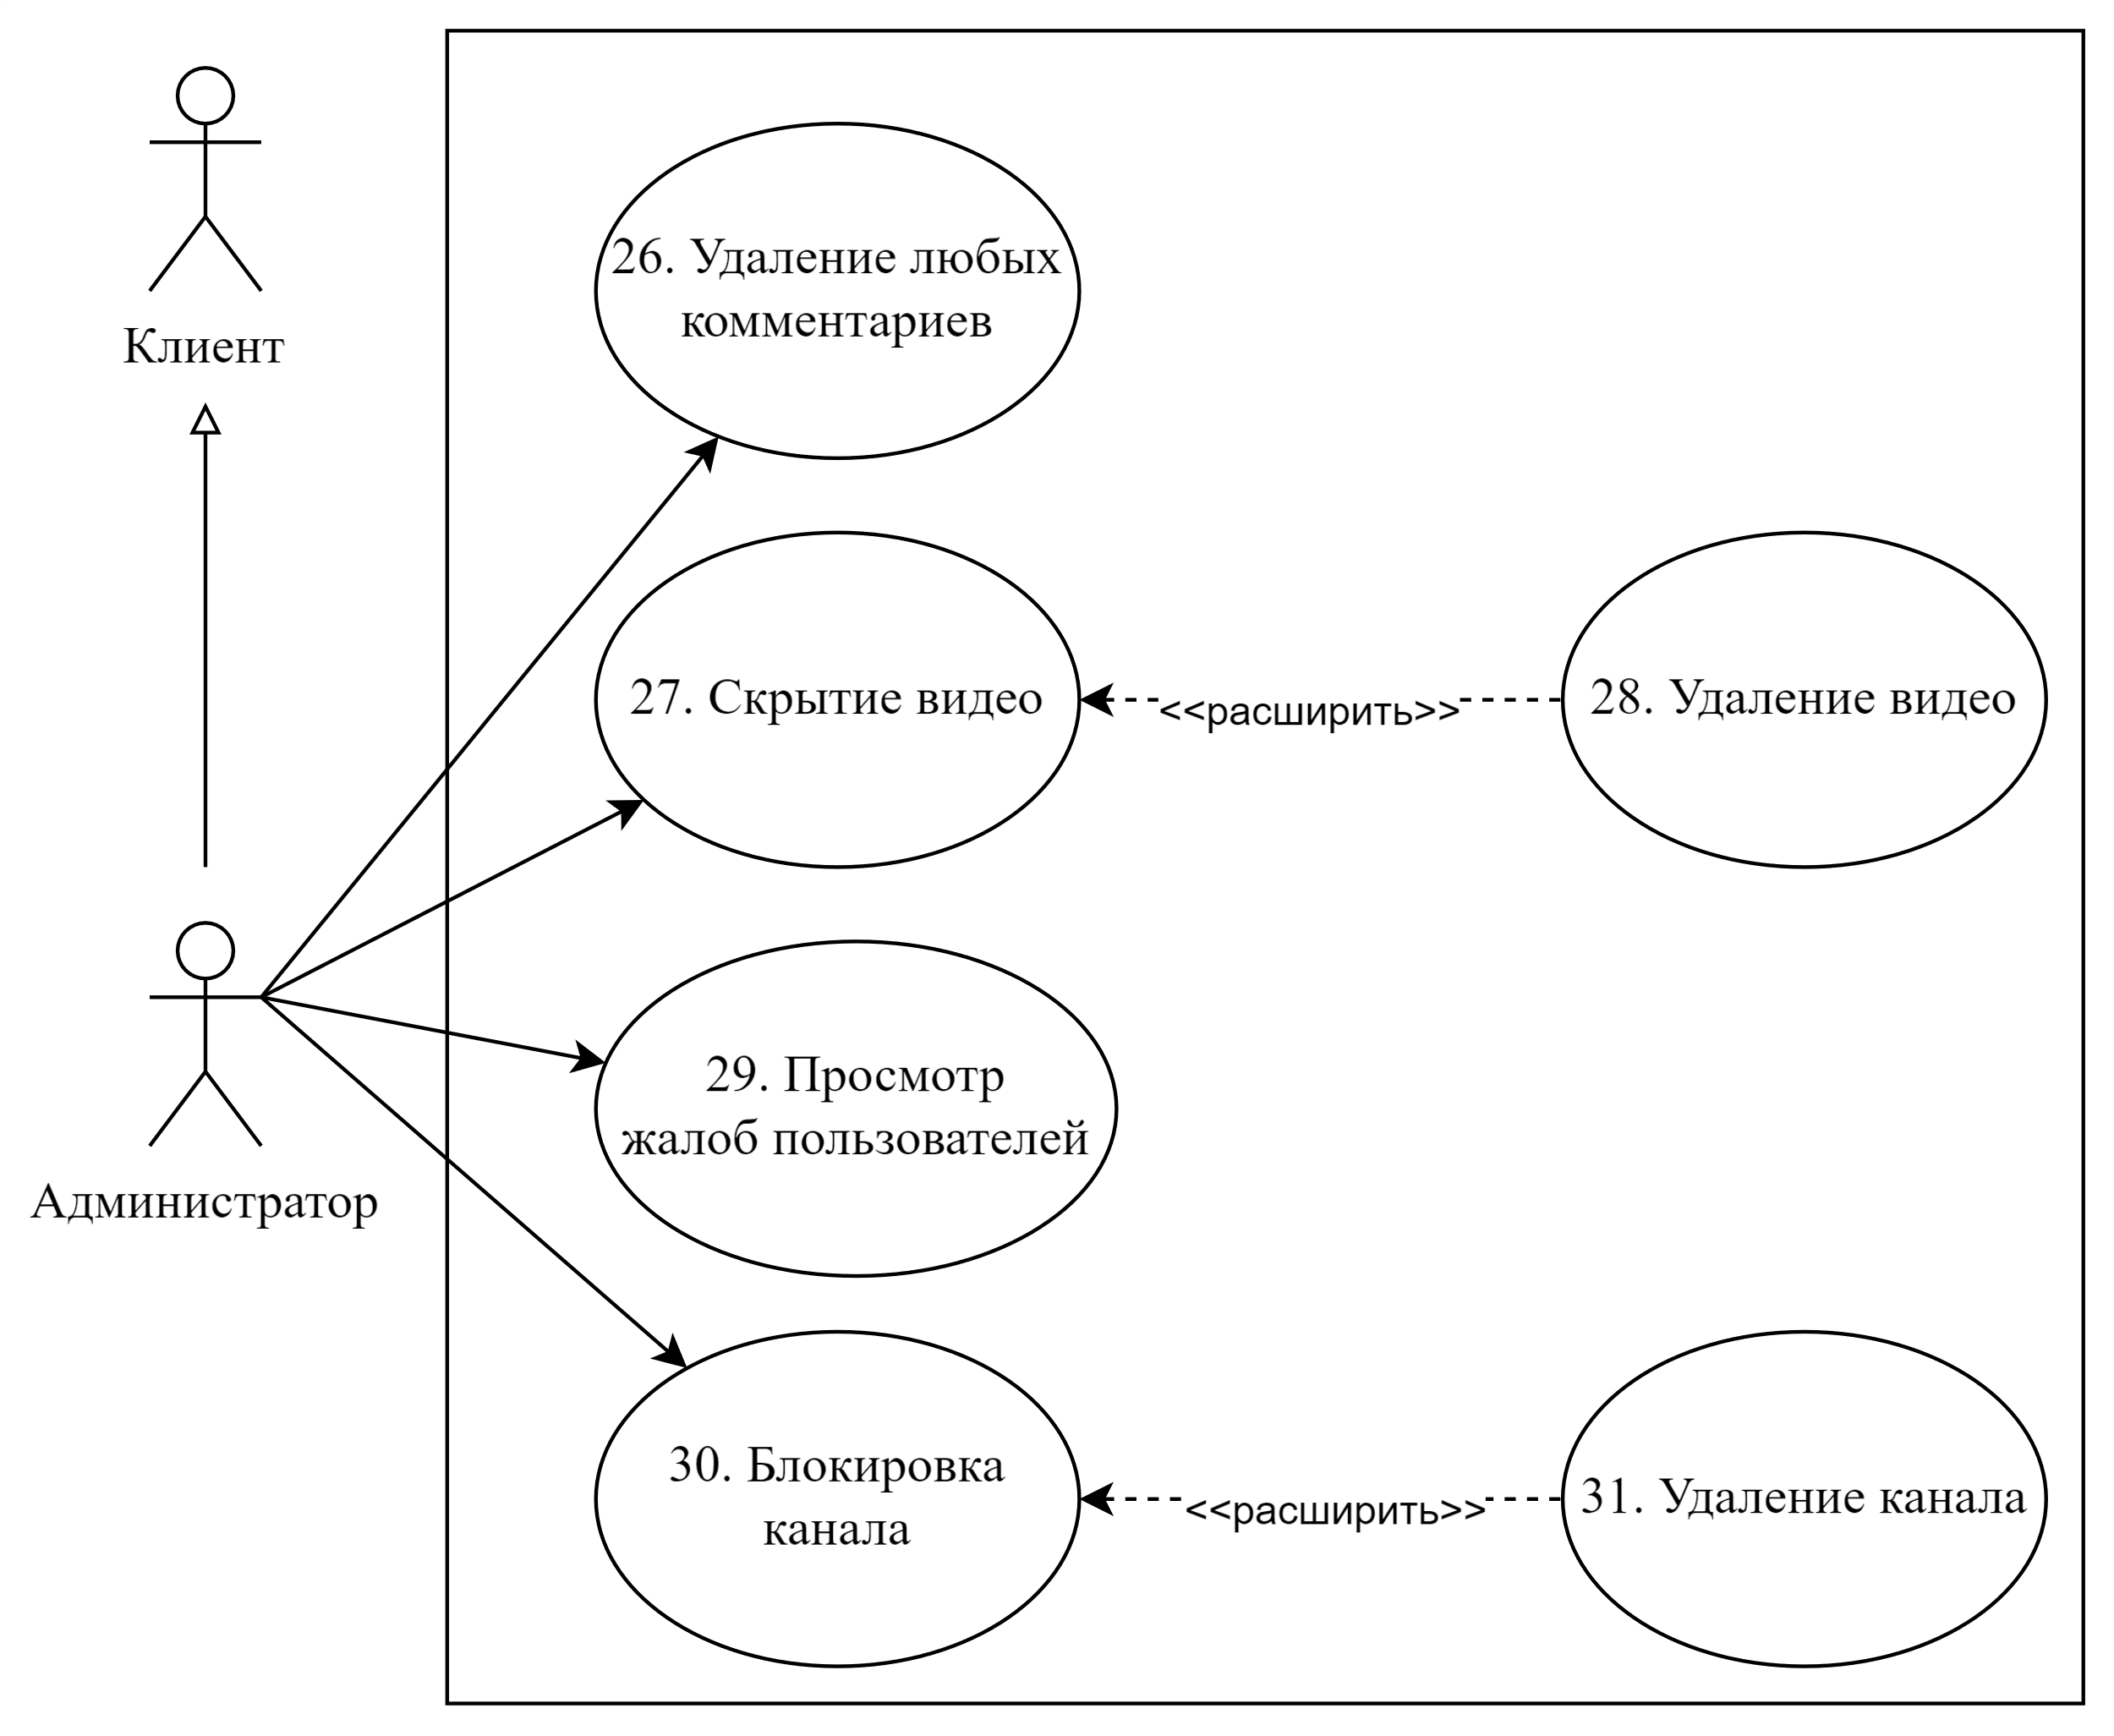 Клиент
Администратор
26. Удаление любых
комментариев
27. Скрытие видео
<<расширить>>
28. Удаление видео
29. Просмотр
жалоб пользователей
30. Блокировка
канала
<<расширить>>
31. Удаление канала